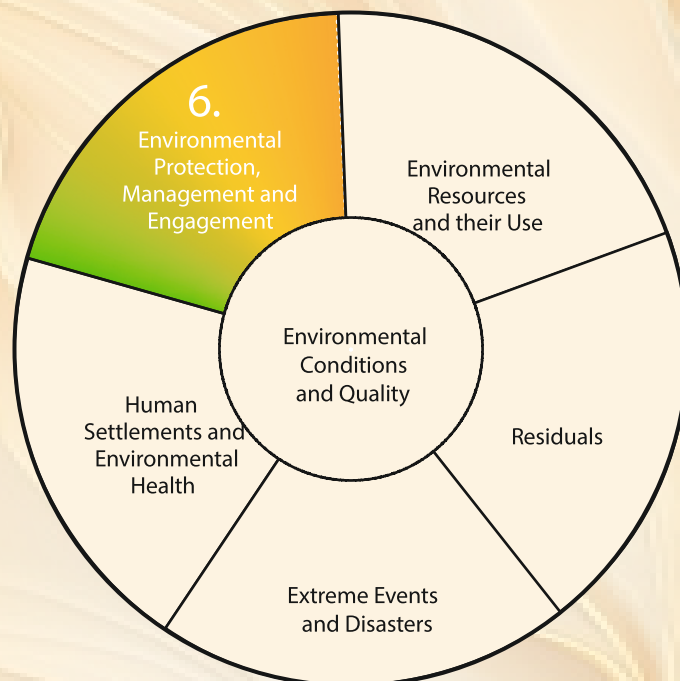 6.
Environmental
Protection,
Management and
Engagement
Environmental
Resources
and their Use
Environmental
Conditions
and Quality
Residuals
Human
Settlements and
Environmental
Health
Extreme Events
and Disasters